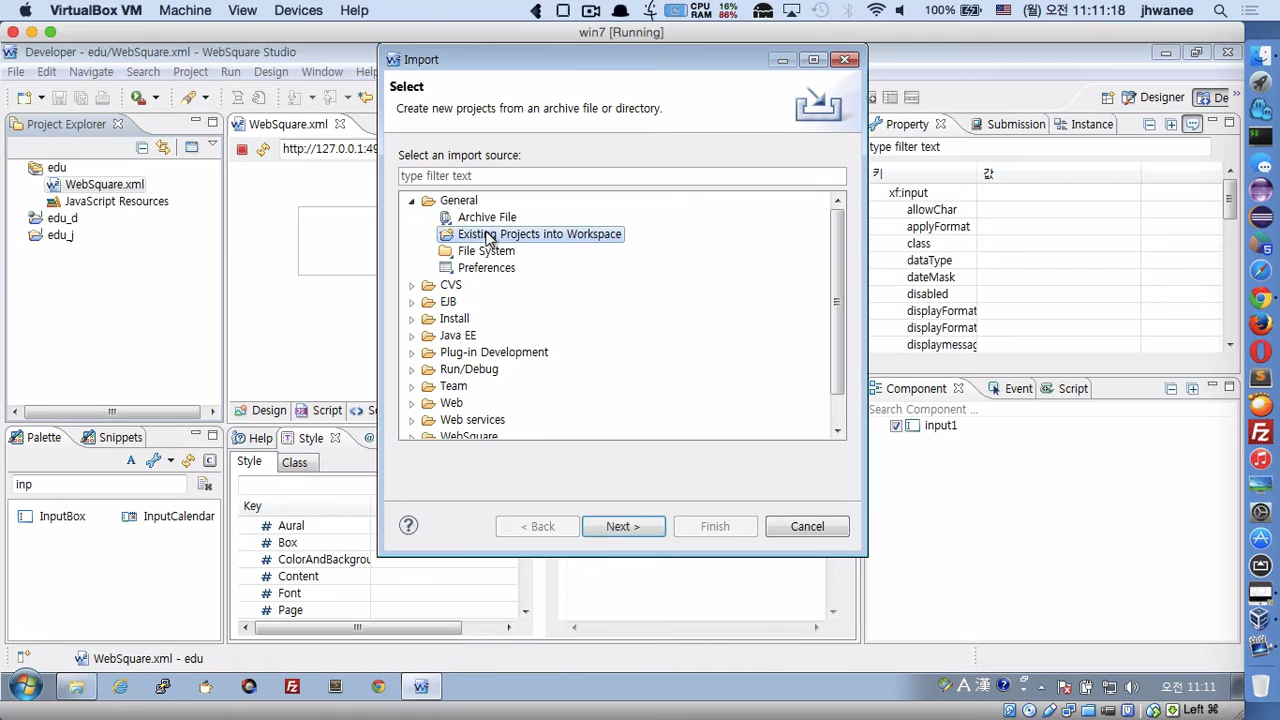 VirtualBox VM Machine View Devices Help
CPU 16%
RAM 86%
100% (월) 오전 11:11:18 jhwanee
win7 [Running]
Developer - edu/WebSquare.xml - WebSquare Studio
Import
File Edit Navigate Search Project Run Design Window Help
Select
Create new projects from an archive file or directory.
Designer De
Project Explorer
WebSquare.xml
Property Submission Instance
http://127.0.0.1:49
Select an import source:
type filter text
type filter text
edu
WebSquare.xml
JavaScript Resources
edu_d
edu_j
General
Archive File
Existing Projects into Workspace
File System
Preferences
CVS
EJB
Install
Java EE
Plug-in Development
Run/Debug
Team
Web
Web services
WebSquare
키 값
xf:input
allowChar
applyFormat
class
dataType
dateMask
disabled
displayFormat
displayFormat
displaymessag
Component Event Script
Search Component ...
input1
Design Script
Palette Snippets
Help Style
Style Class
inp
InputBox InputCalendar
Key
Aural
Box
ColorAndBackgrou
Content
Font
Page
< Back Next > Finish Cancel
WebSquare.xml - edu
A 漢 오전 11:11
Left ⌘